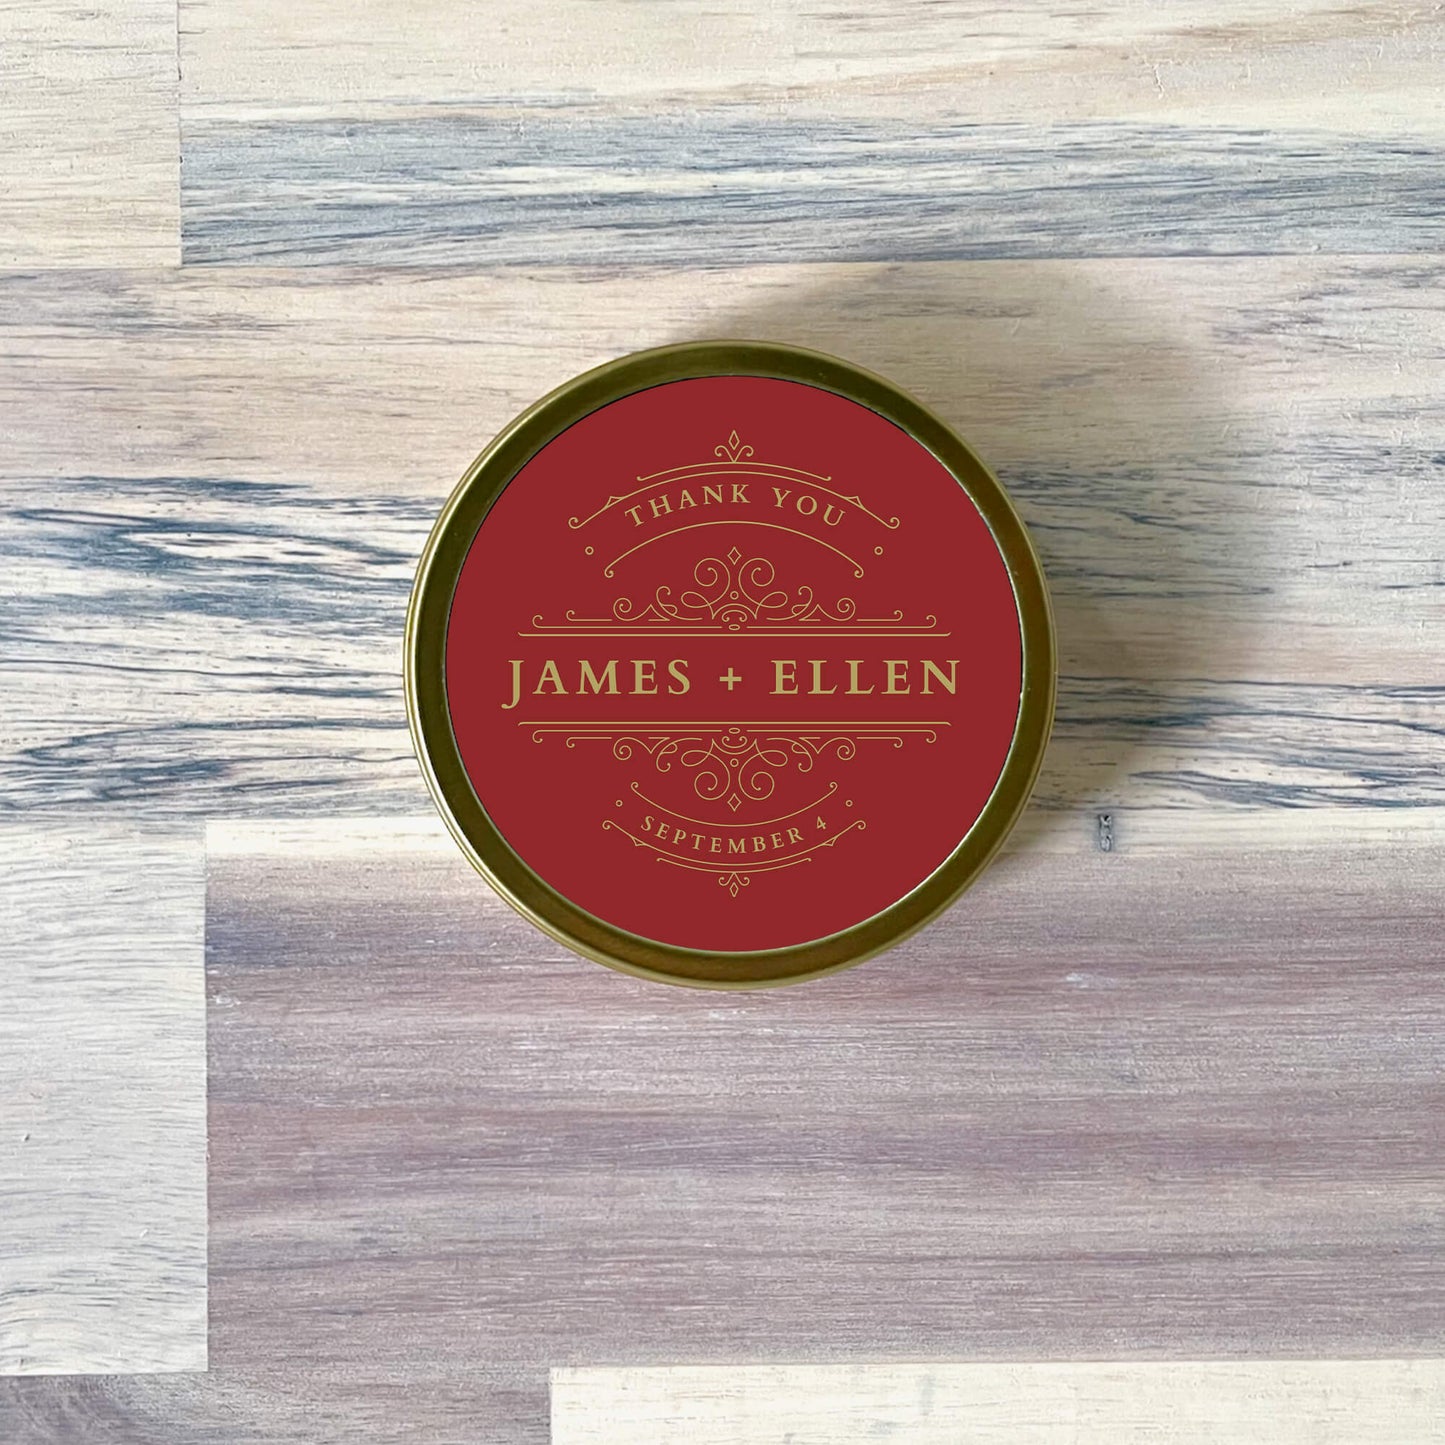 THANK YOU
JAMES + ELLEN
SEPTEMBER 4